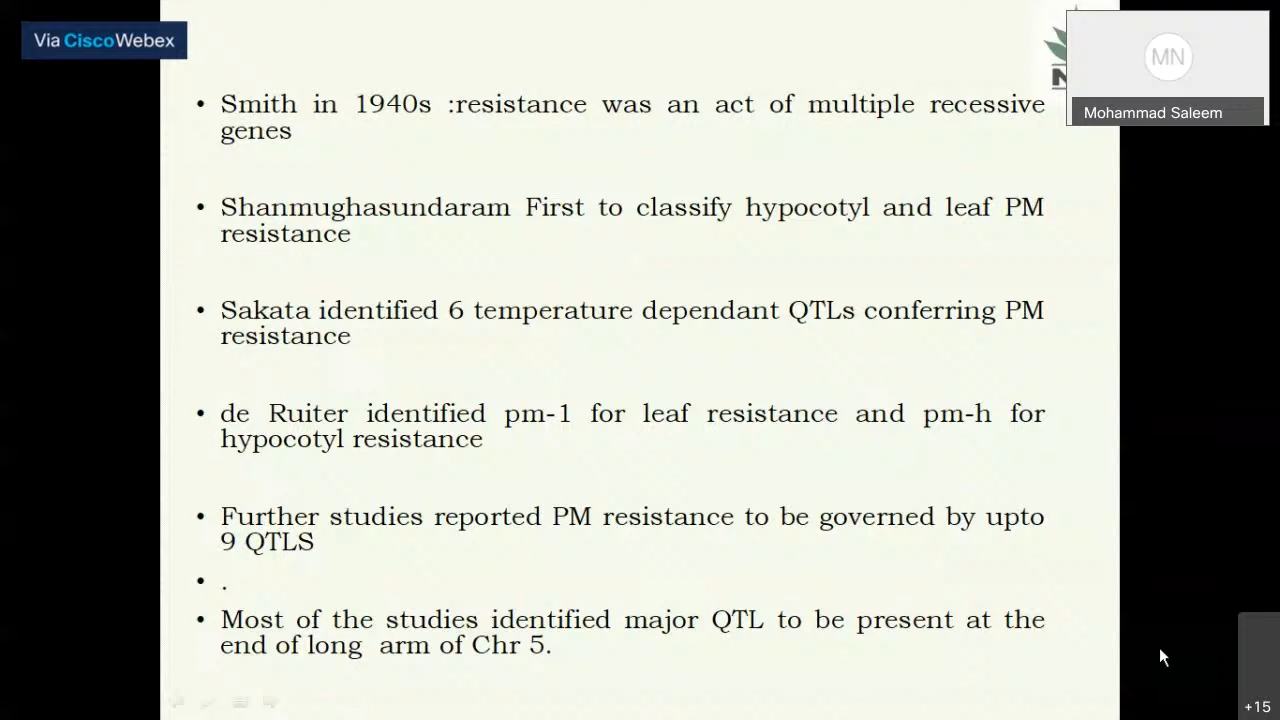 Via CiscoWebex
MN
Mohammad Saleem
• Smith in 1940s :resistance was an act of multiple recessive
genes
• Shanmughasundaram First to classify hypocotyl and leaf PM
resistance
• Sakata identified 6 temperature dependant QTLs conferring PM
resistance
• de Ruiter identified pm-1 for leaf resistance and pm-h for
hypocotyl resistance
• Further studies reported PM resistance to be governed by upto
9 QTLS
• .
• Most of the studies identified major QTL to be present at the
end of long arm of Chr 5.
+15